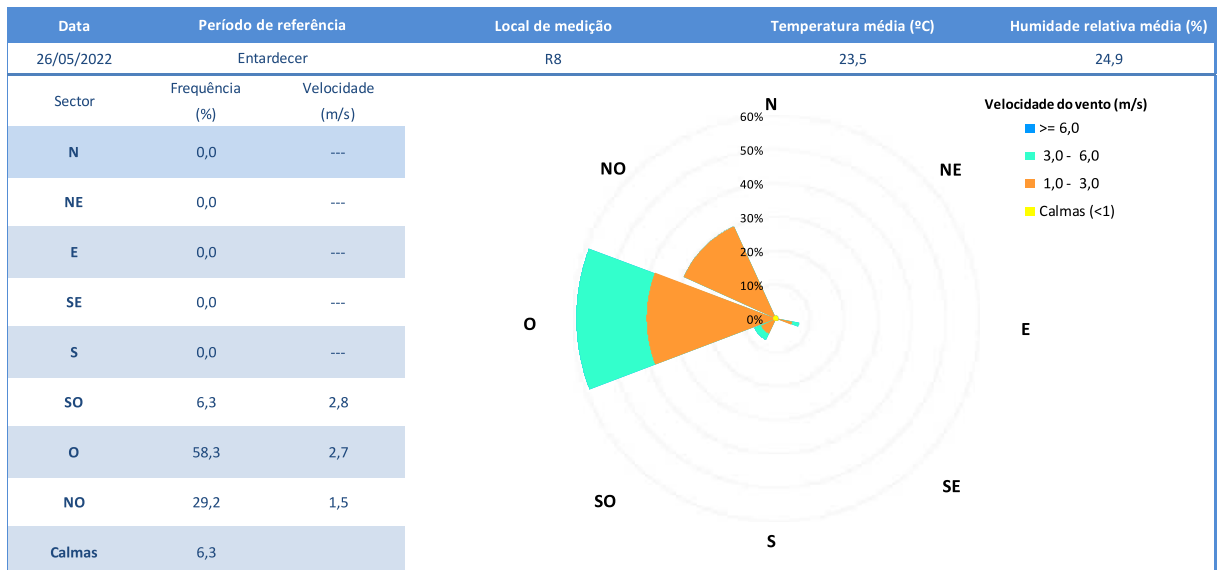 Data Período de referência Local de medição Temperatura média (ºC) Humidade relativa média (%)
26/05/2022 Entardecer R8 23,5 24,9
Sector Frequência (%) Velocidade (m/s)
N 0,0 ---
NE 0,0 ---
E 0,0 ---
SE 0,0 ---
S 0,0 ---
SO 6,3 2,8
O 58,3 2,7
NO 29,2 1,5
Calmas 6,3
N
NE
E
SE
S
SO
O
NO
60%
50%
40%
30%
20%
10%
0%
Velocidade do vento (m/s)
>= 6,0
3,0 - 6,0
1,0 - 3,0
Calmas (<1)